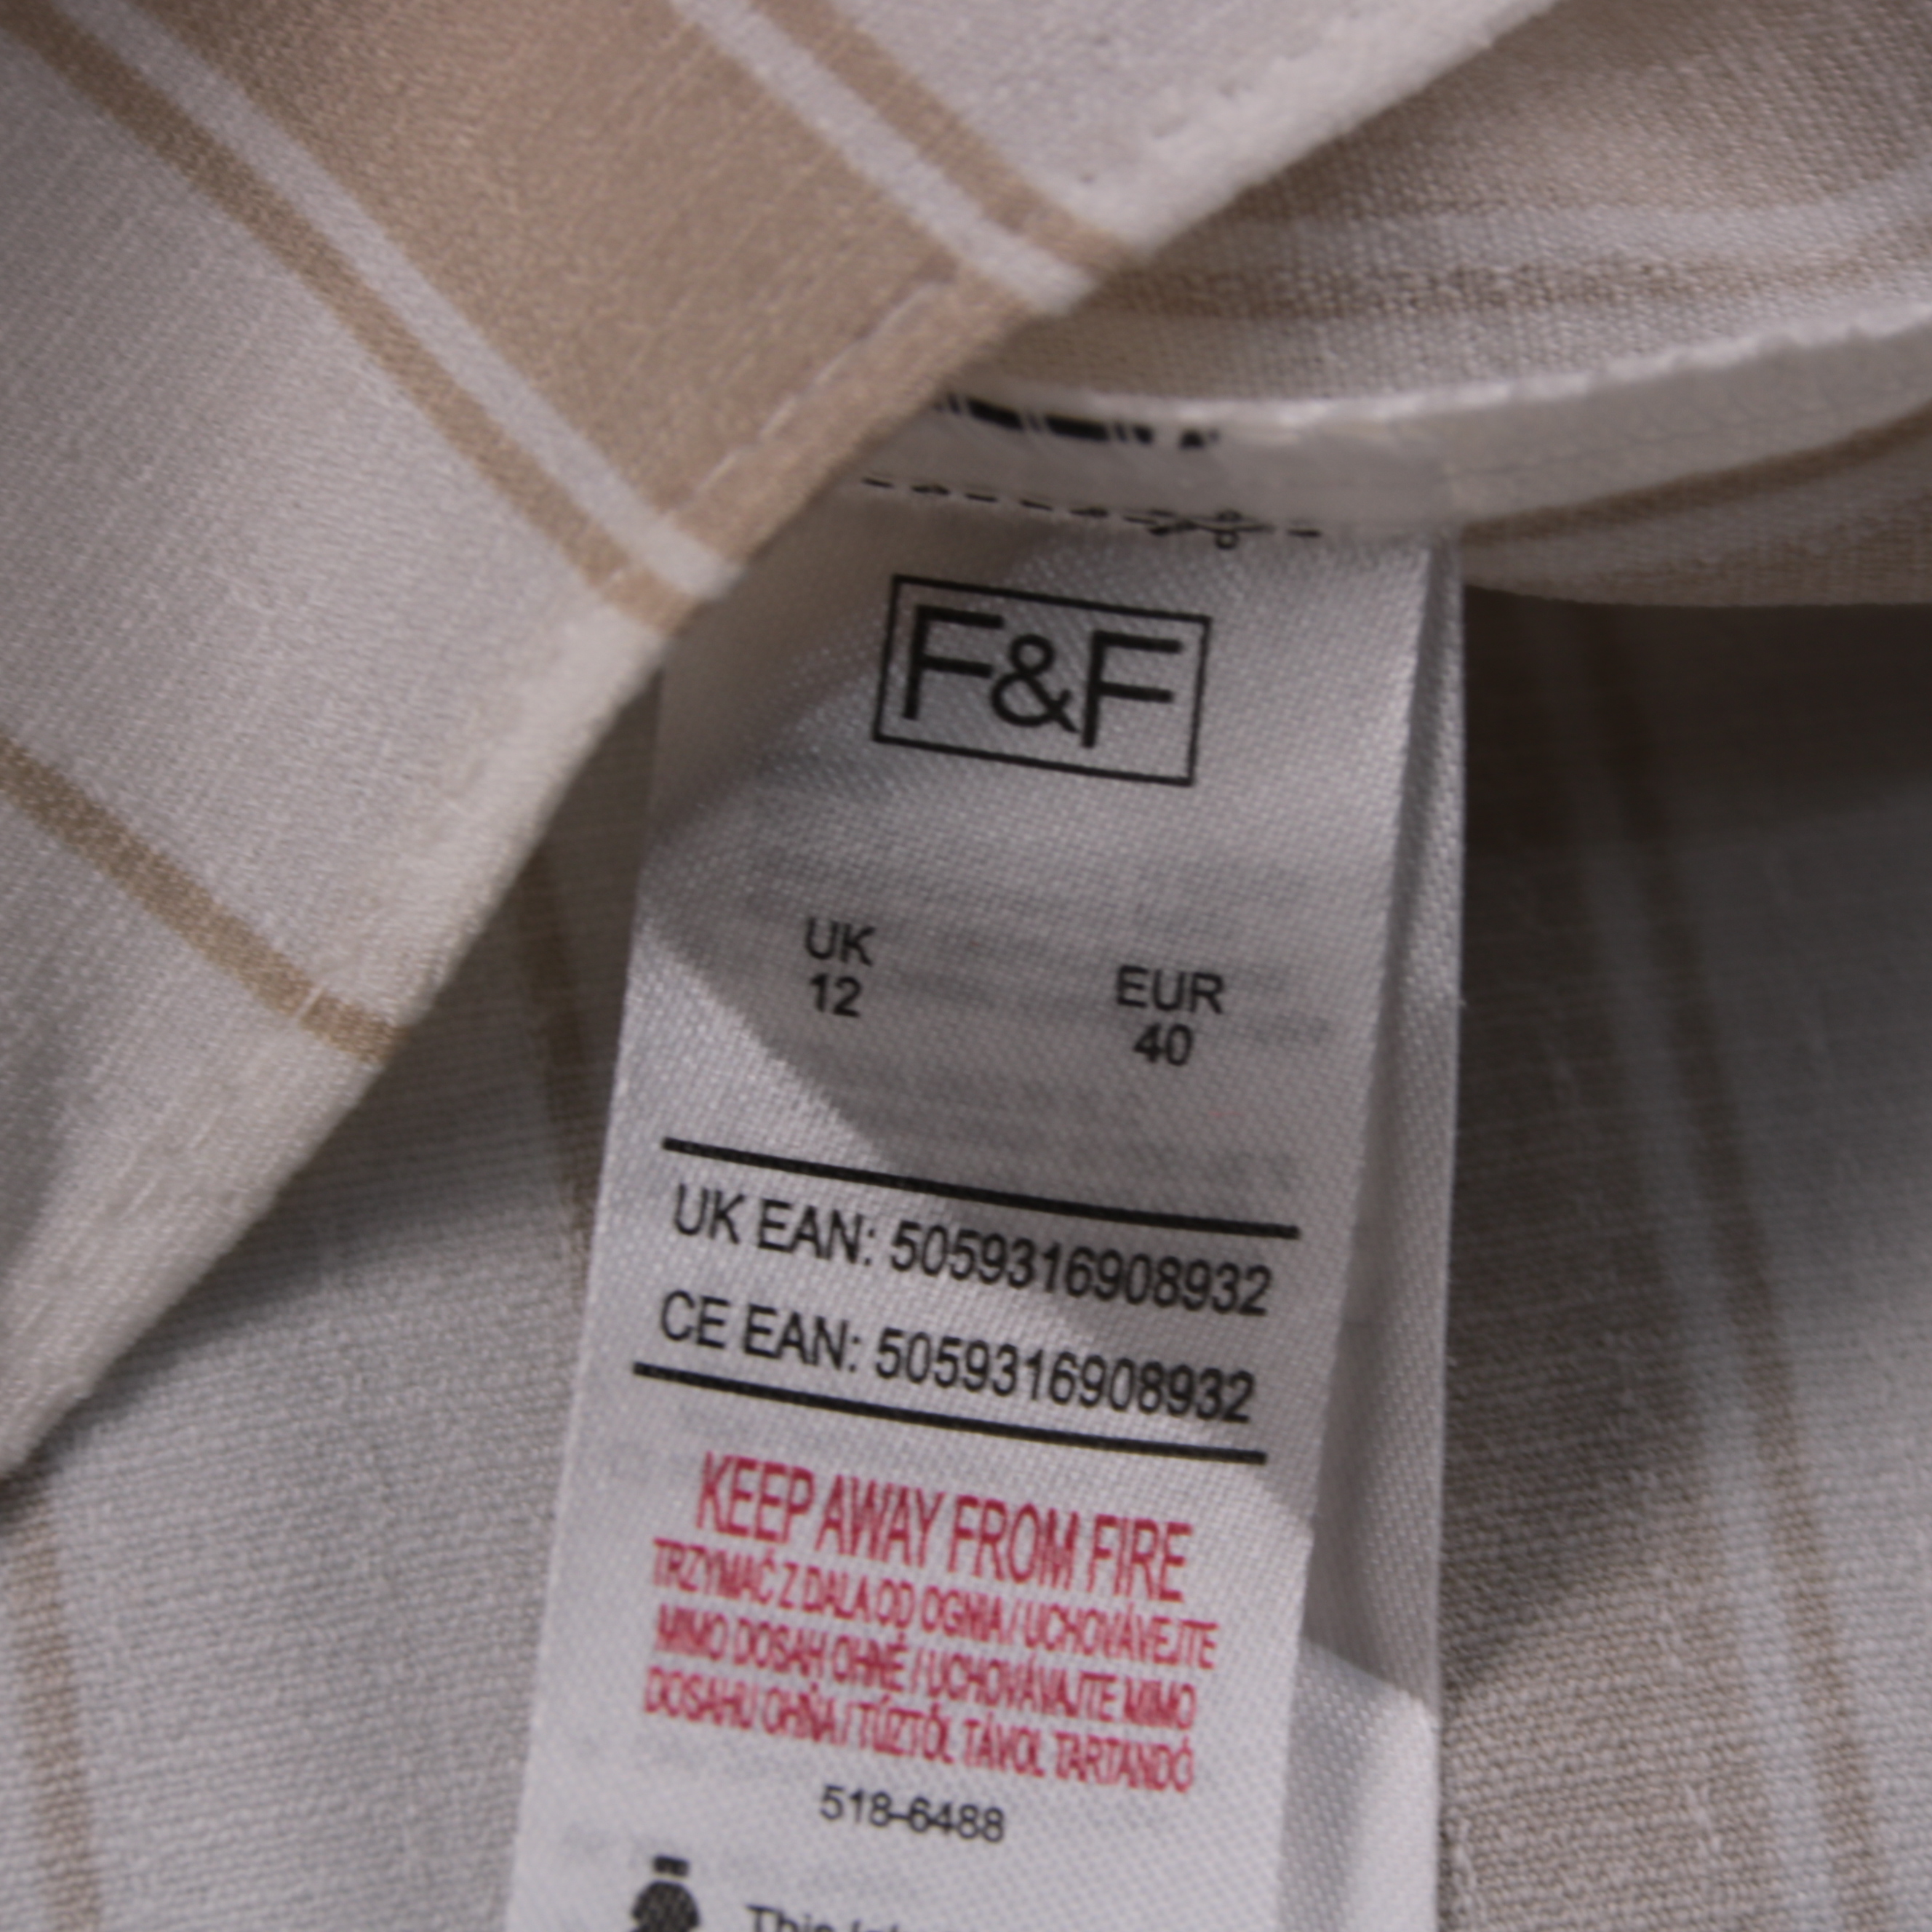 F&F
UK EUR
12 40
UK EAN: 5059316908932
CE EAN: 5059316908932
KEEP AWAY FROM FIRE
TRZYMAĆ Z DALA OD OGNIA / UCHOVÁVEJTE
MIMO DOSAH OHNĚ / UCHOVÁVAJTE MIMO
DOSAHU OHŇA / TŰZTŐL TÁVOL TARTANDÓ
518-6488
This